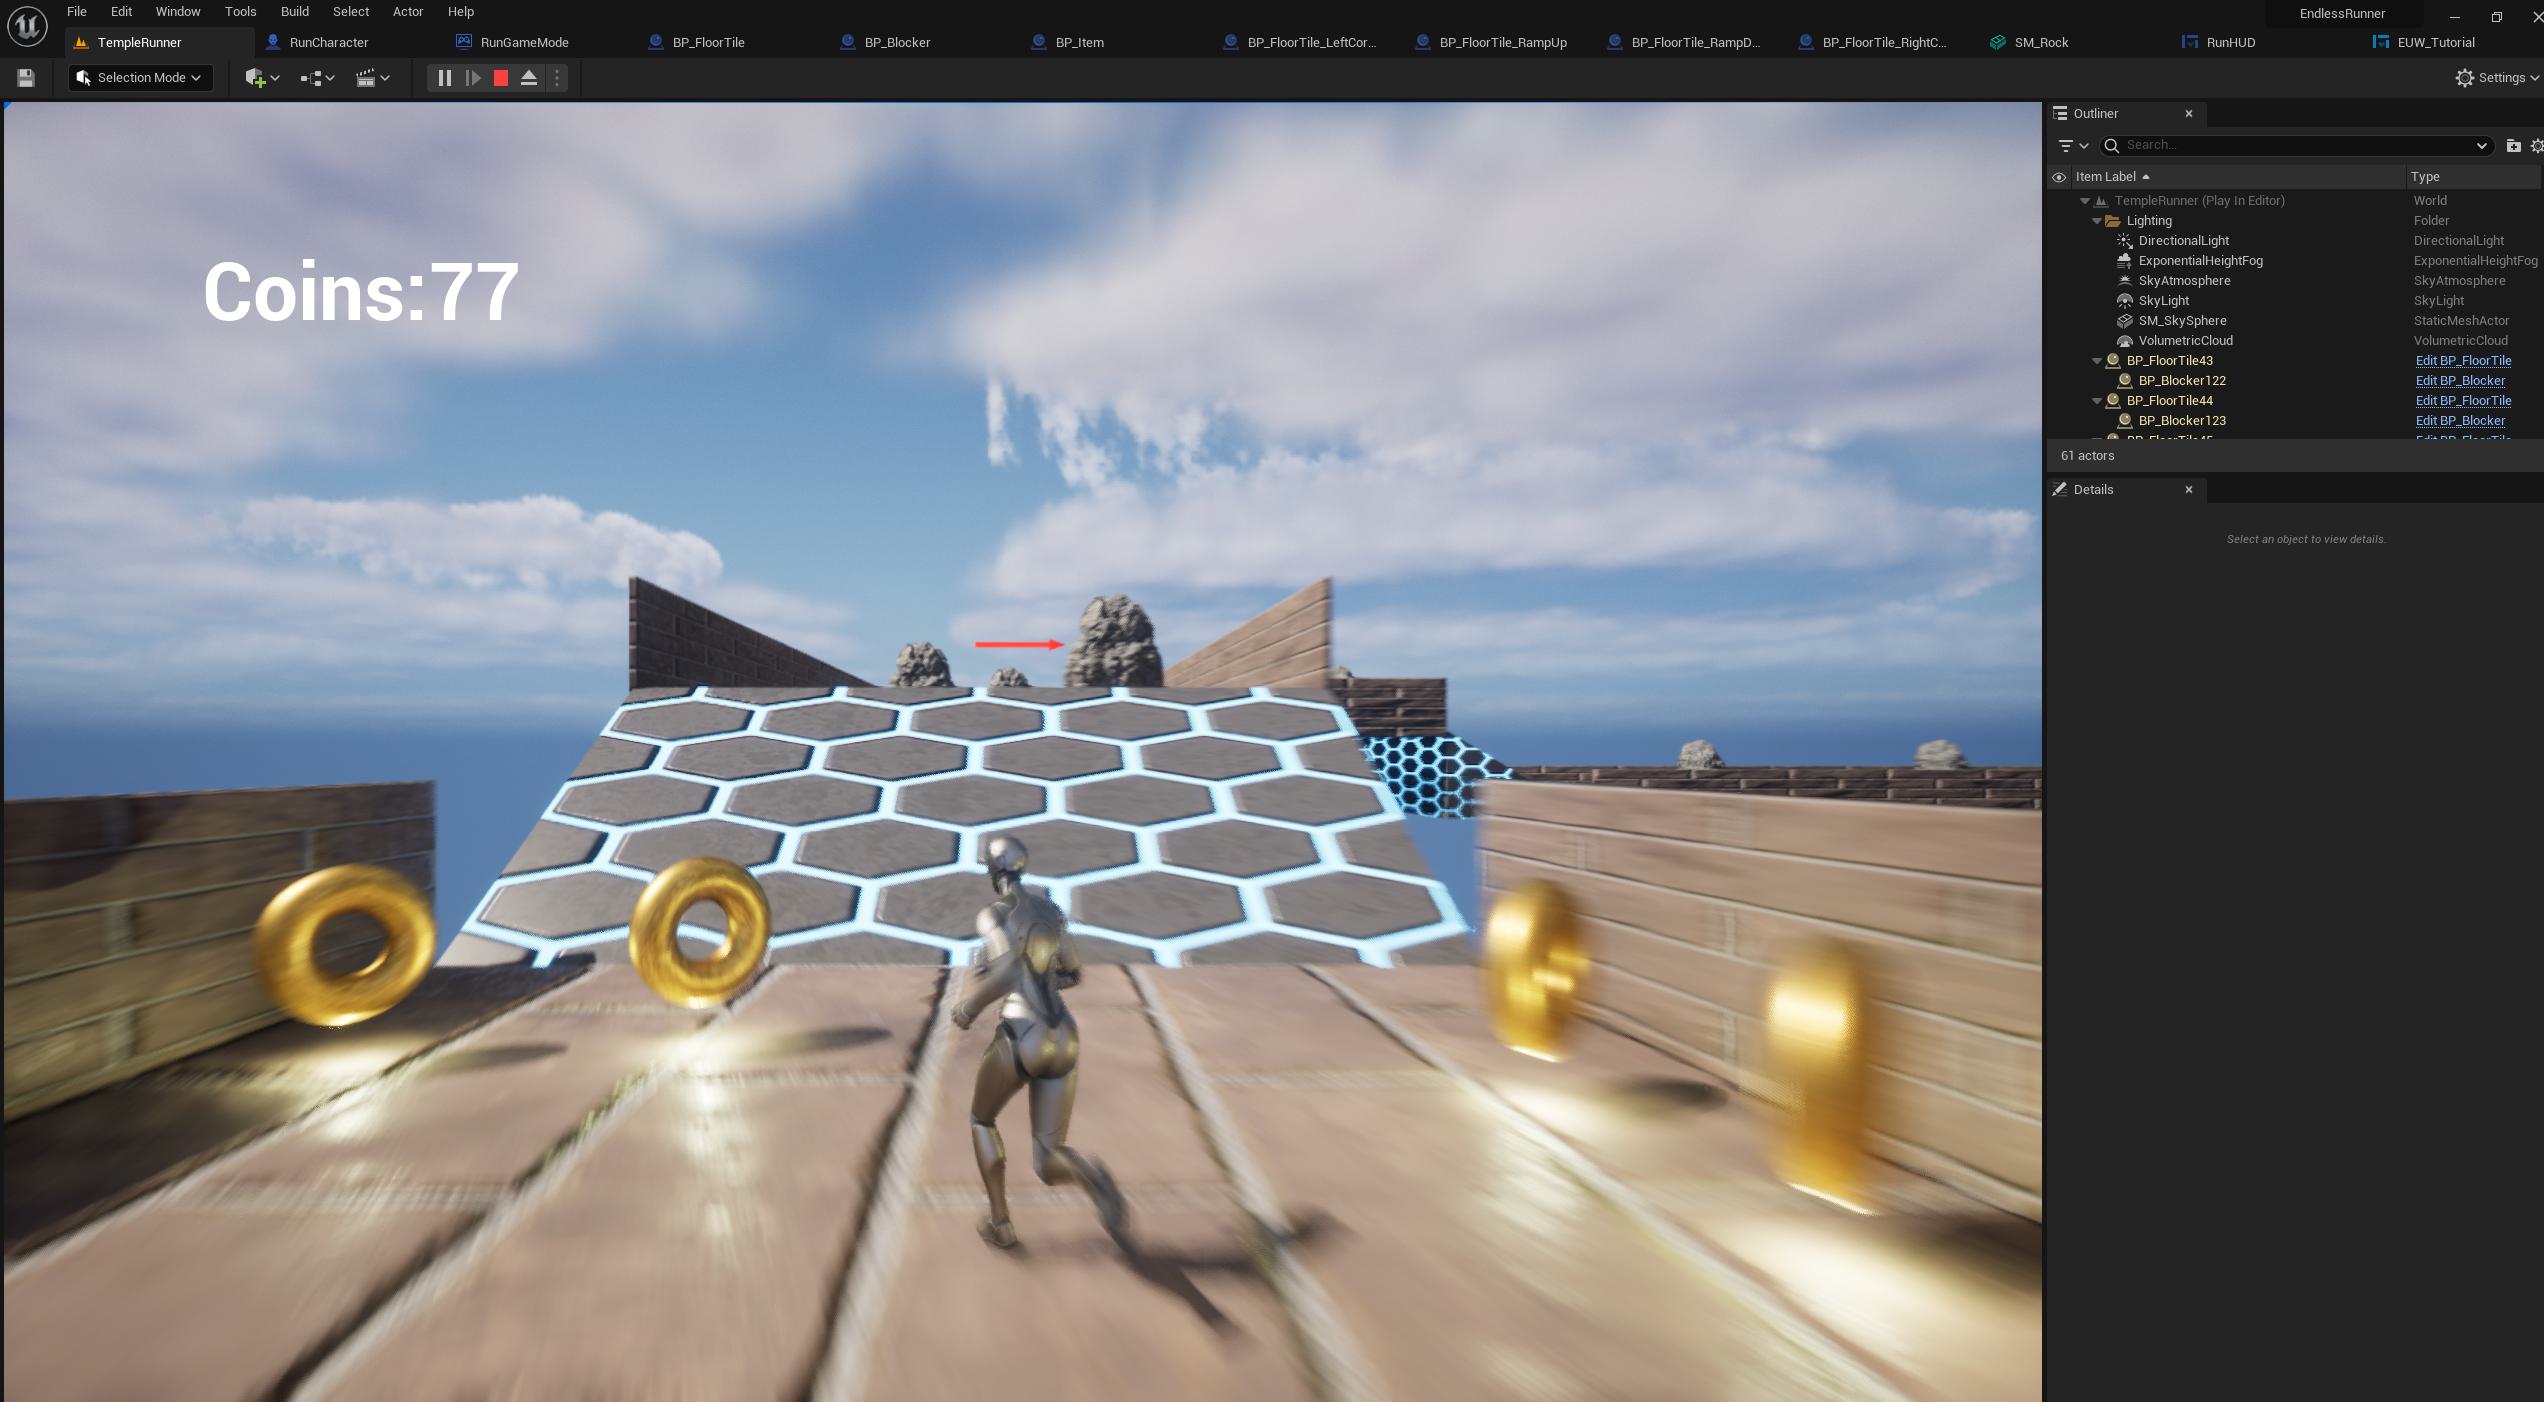 File Edit Window Tools Build Select Actor Help
EndlessRunner
TempleRunner RunCharacter RunGameMode BP_FloorTile BP_Blocker BP_Item BP_FloorTile_LeftCor... BP_FloorTile_RampUp BP_FloorTile_RampD... BP_FloorTile_RightC... SM_Rock RunHUD EUW_Tutorial
Selection Mode
Settings
Coins:77
Outliner
Search...
Item Label Type
TempleRunner (Play In Editor) World
Lighting Folder
DirectionalLight DirectionalLight
ExponentialHeightFog ExponentialHeightFog
SkyAtmosphere SkyAtmosphere
SkyLight SkyLight
SM_SkySphere StaticMeshActor
VolumetricCloud VolumetricCloud
BP_FloorTile43 Edit BP_FloorTile
BP_Blocker122 Edit BP_Blocker
BP_FloorTile44 Edit BP_FloorTile
BP_Blocker123 Edit BP_Blocker
61 actors
Details
Select an object to view details.